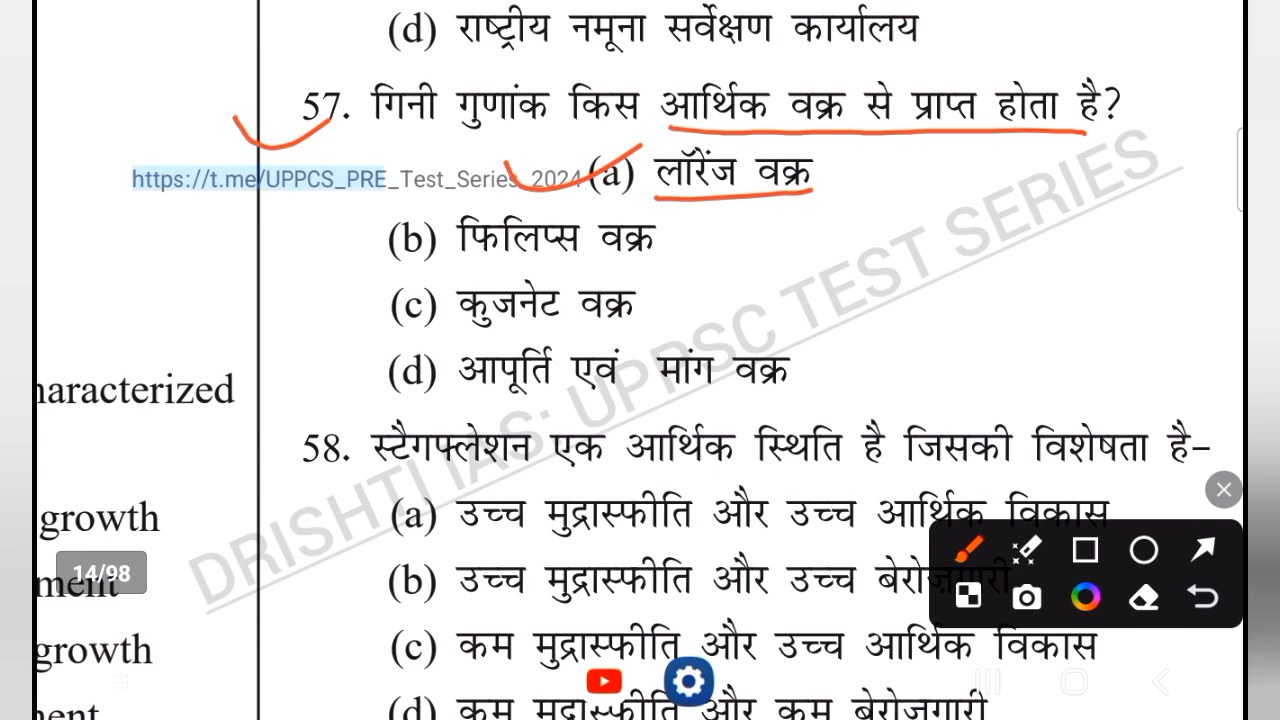 (d) राष्ट्रीय नमूना सर्वेक्षण कार्यालय
57. गिनी गुणांक किस आर्थिक वक्र से प्राप्त होता है?
https://t.me/UPPCS_PRE_Test_Series_2024 (a) लॉरेंज वक्र
(b) फिलिप्स वक्र
(c) कुजनेट वक्र
(d) आपूर्ति एवं मांग वक्र
haracterized
58. स्टैगफ्लेशन एक आर्थिक स्थिति है जिसकी विशेषता है-
(a) उच्च मुद्रास्फीति और उच्च आर्थिक विकास
growth
(b) उच्च मुद्रास्फीति और उच्च बेरोज़गारी
14/98
ment
(c) कम मुद्रास्फीति और उच्च आर्थिक विकास
growth
(d) कम मुद्रास्फीति और कम बेरोजगारी
ment
DRISHTI IAS: UPPSC TEST SERIES